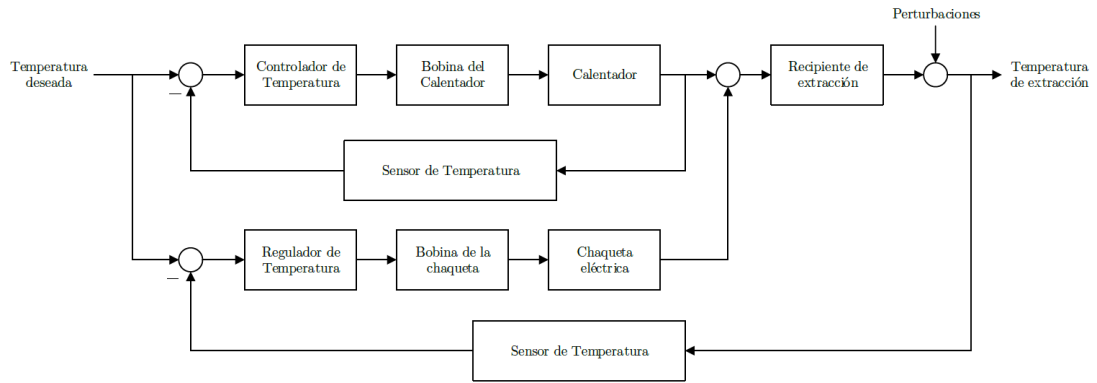 Perturbaciones
Temperatura
deseada
Controlador de
Temperatura
Bobina del
Calentador
Calentador
Recipiente de
extracción
Temperatura
de extracción
—
Sensor de Temperatura
Regulador de
Temperatura
Bobina de la
chaqueta
Chaqueta
eléctrica
—
Sensor de Temperatura